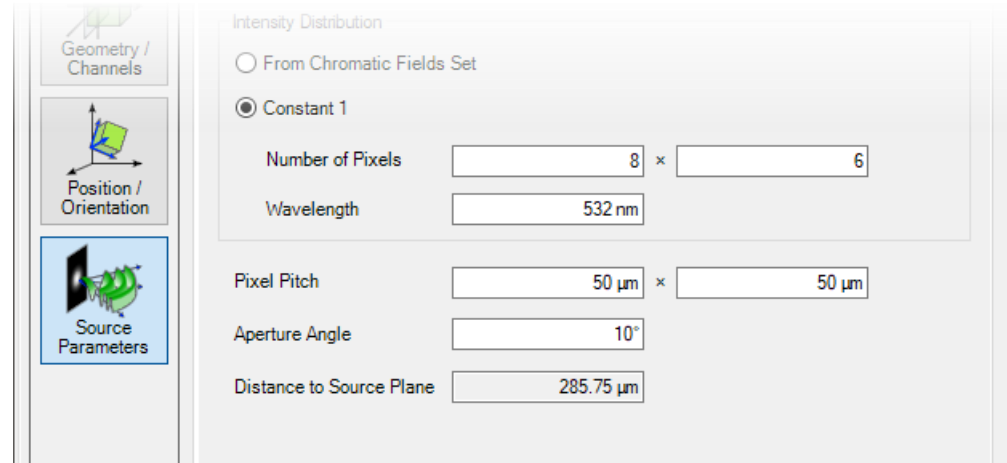 Intensity Distribution
Geometry /
Channels
From Chromatic Fields Set
Constant 1
Number of Pixels 8 × 6
Position /
Orientation
Wavelength 532 nm
Pixel Pitch 50 µm × 50 µm
Source
Parameters
Aperture Angle 10°
Distance to Source Plane 285.75 µm